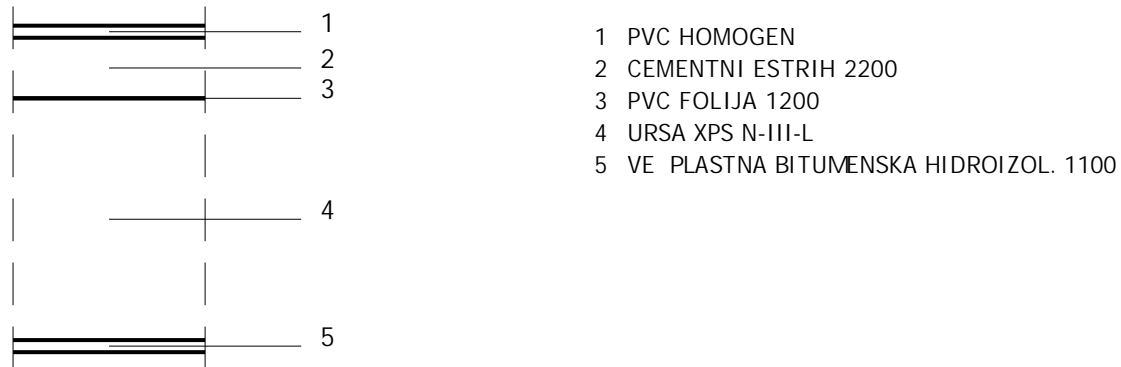 1
2
3
4
5
1 PVC HOMOGEN
2 CEMENTNI ESTRIH 2200
3 PVC FOLIJA 1200
4 URSA XPS N-III-L
5 VE PLASTNA BITUMENSKA HIDROIZOL. 1100